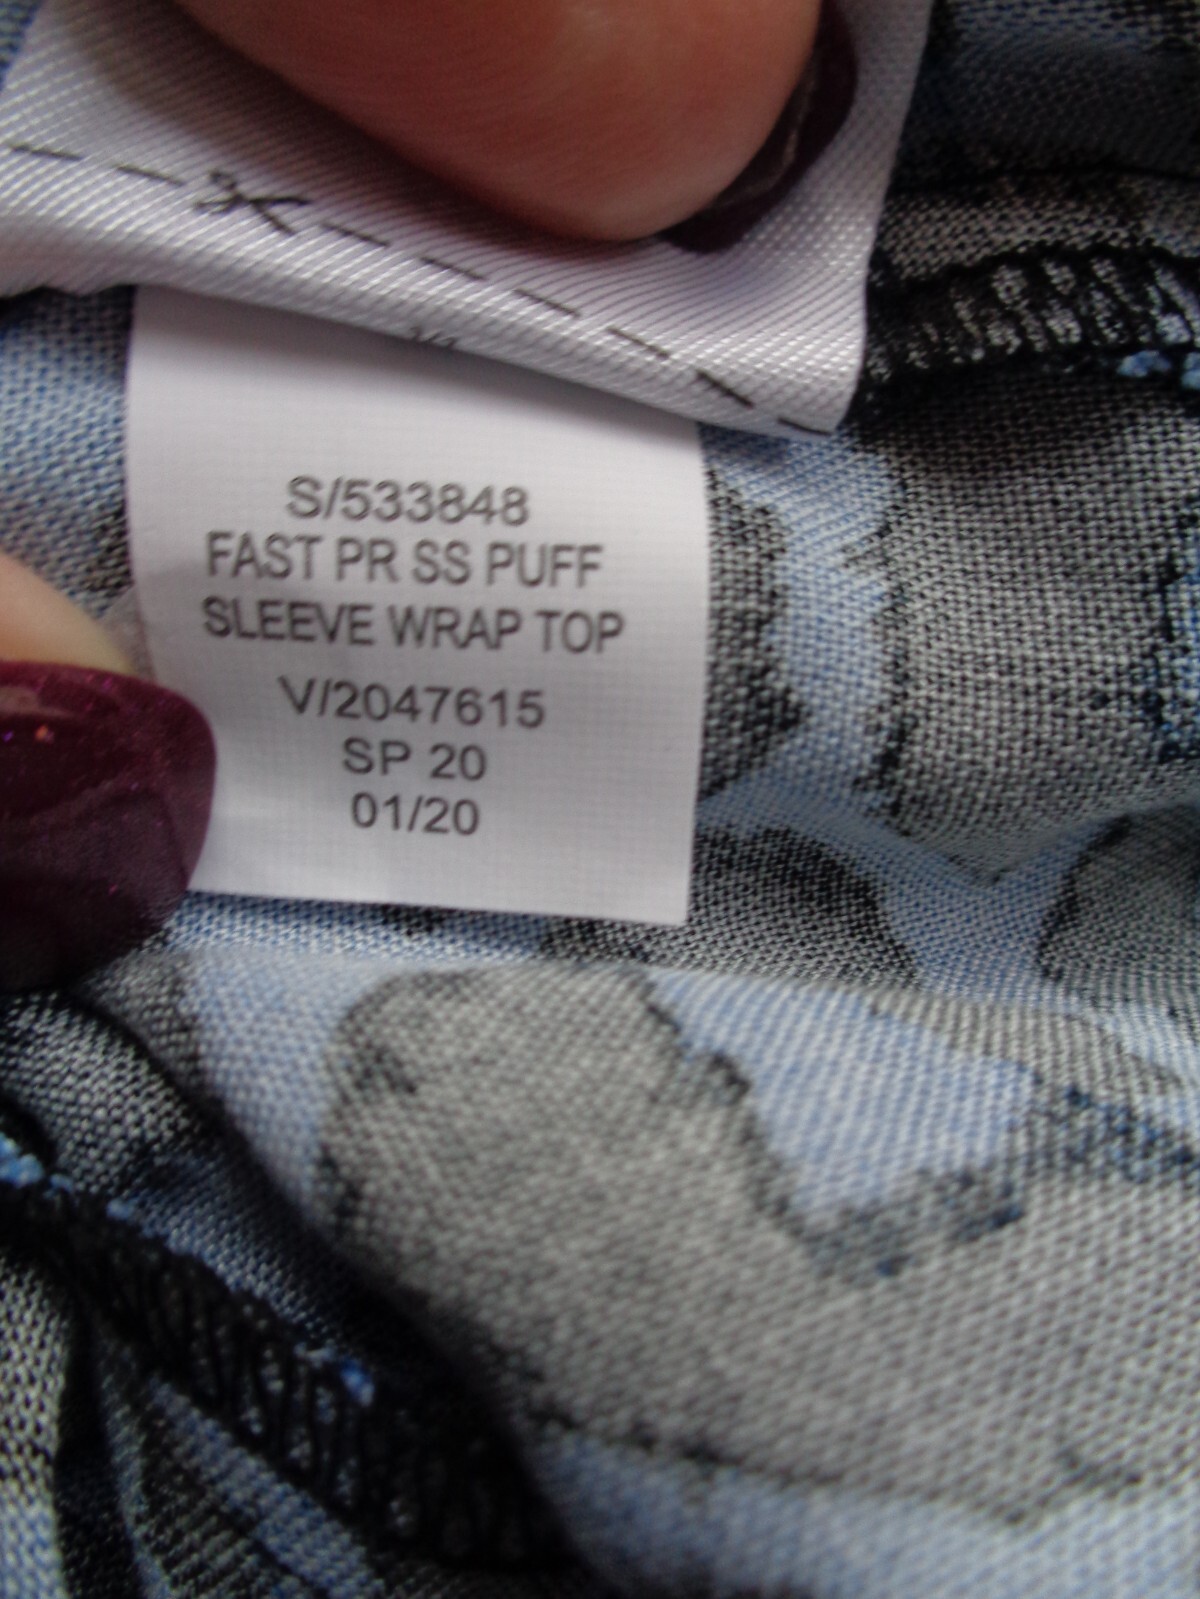 S/533848
FAST PR SS PUFF
SLEEVE WRAP TOP
V/2047615
SP 20
01/20